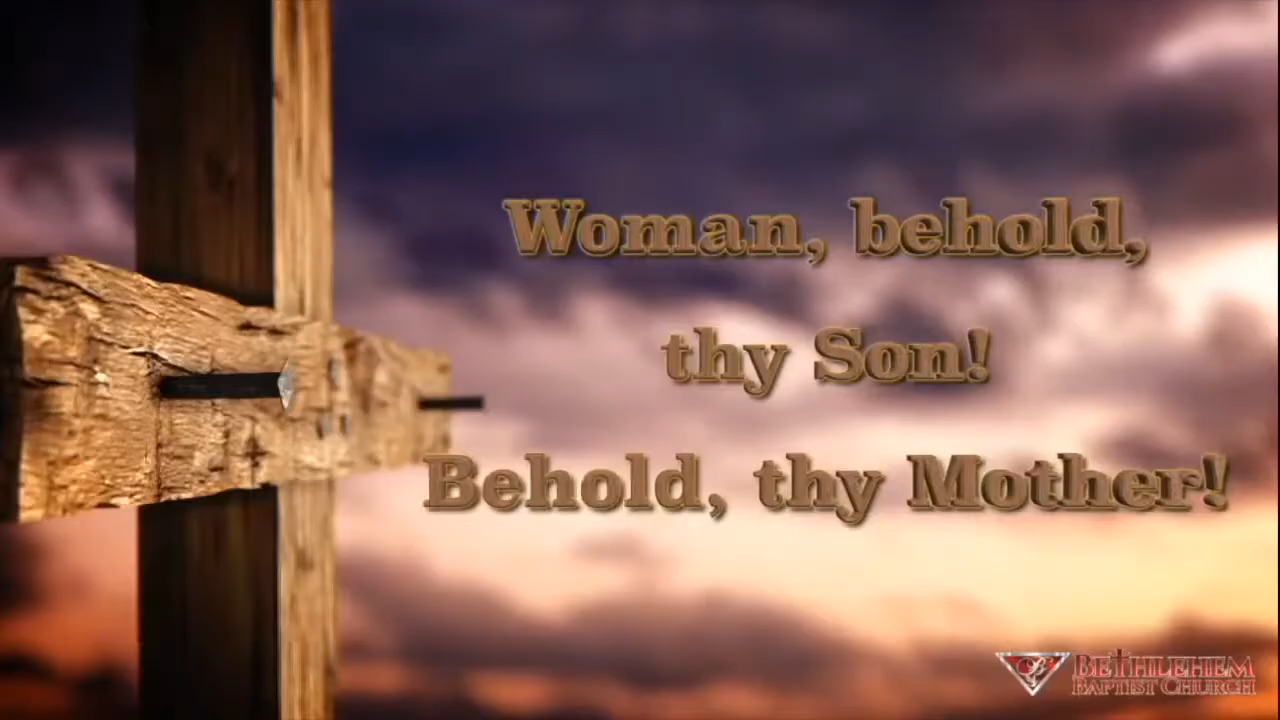 Woman, behold,
thy Son!
Behold, thy Mother!
BETHLEHEM
BAPTIST CHURCH